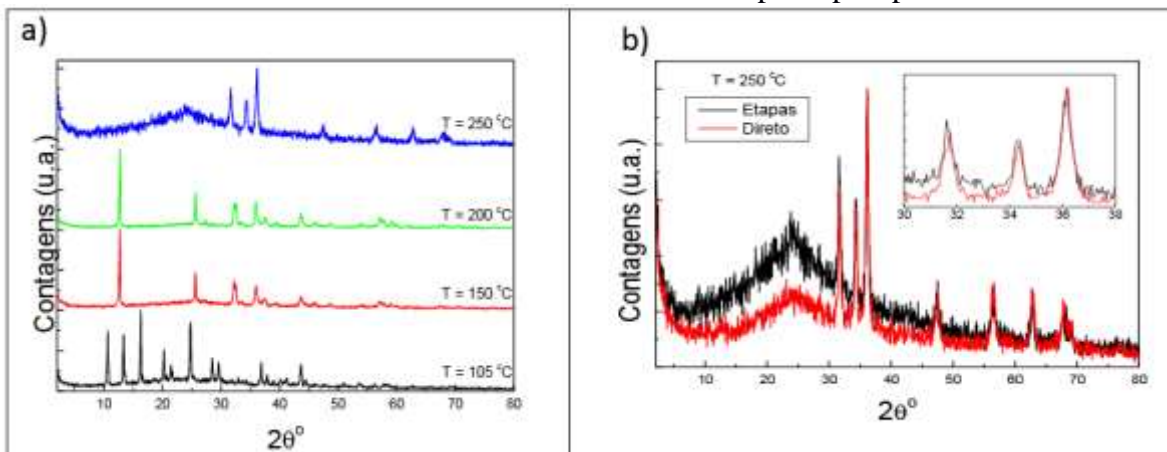 a)
Contagens (u.a.)
T = 250 °C
T = 200 °C
T = 150 °C
T = 105 °C
10 20 30 40 50 60 70 80
2θ°
b)
Contagens (u.a.)
T = 250 °C
Etapas
Direto
30 32 34 36 38
10 20 30 40 50 60 70 80
2θ°